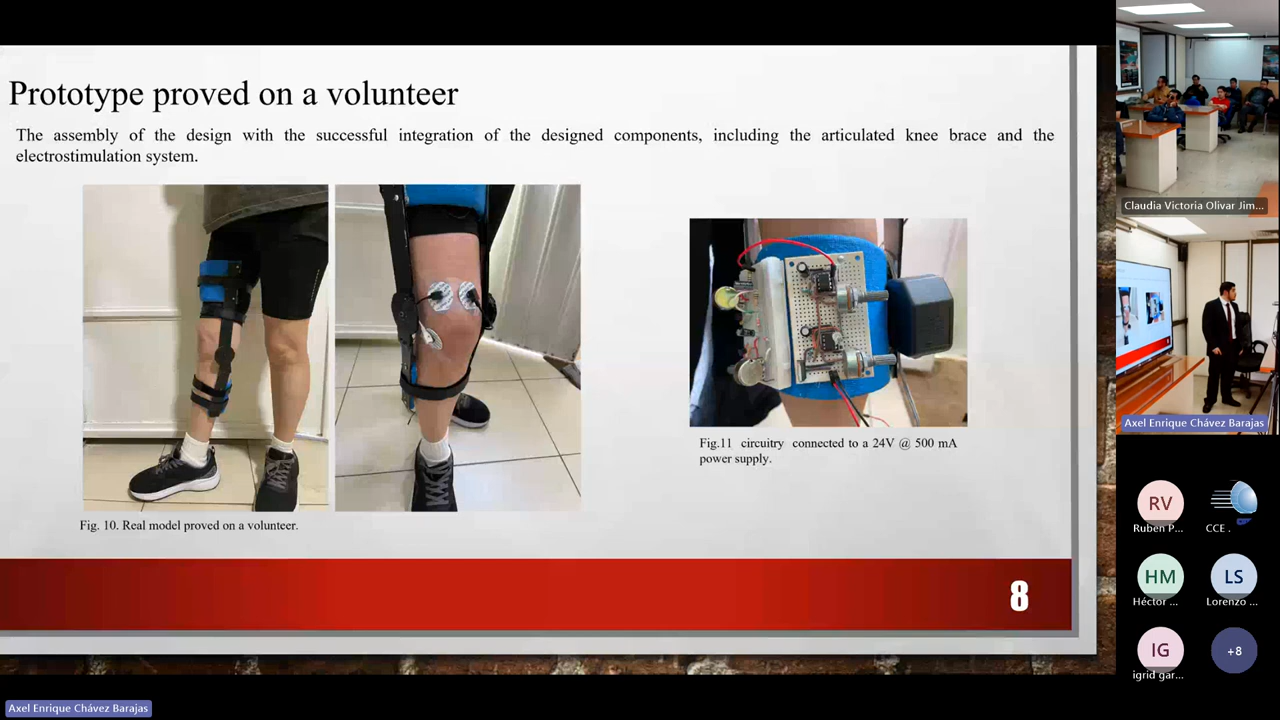 Prototype proved on a volunteer
The assembly of the design with the successful integration of the designed components, including the articulated knee brace and the
electrostimulation system.
Fig. 10. Real model proved on a volunteer.
Fig.11 circuitry connected to a 24V @ 500 mA
power supply.
8
Claudia Victoria Olivar Jim...
Axel Enrique Chávez Barajas
RV
Ruben P...
CCE .
HM
Héctor ...
LS
Lorenzo ...
IG
igrid gar...
+8
Axel Enrique Chávez Barajas